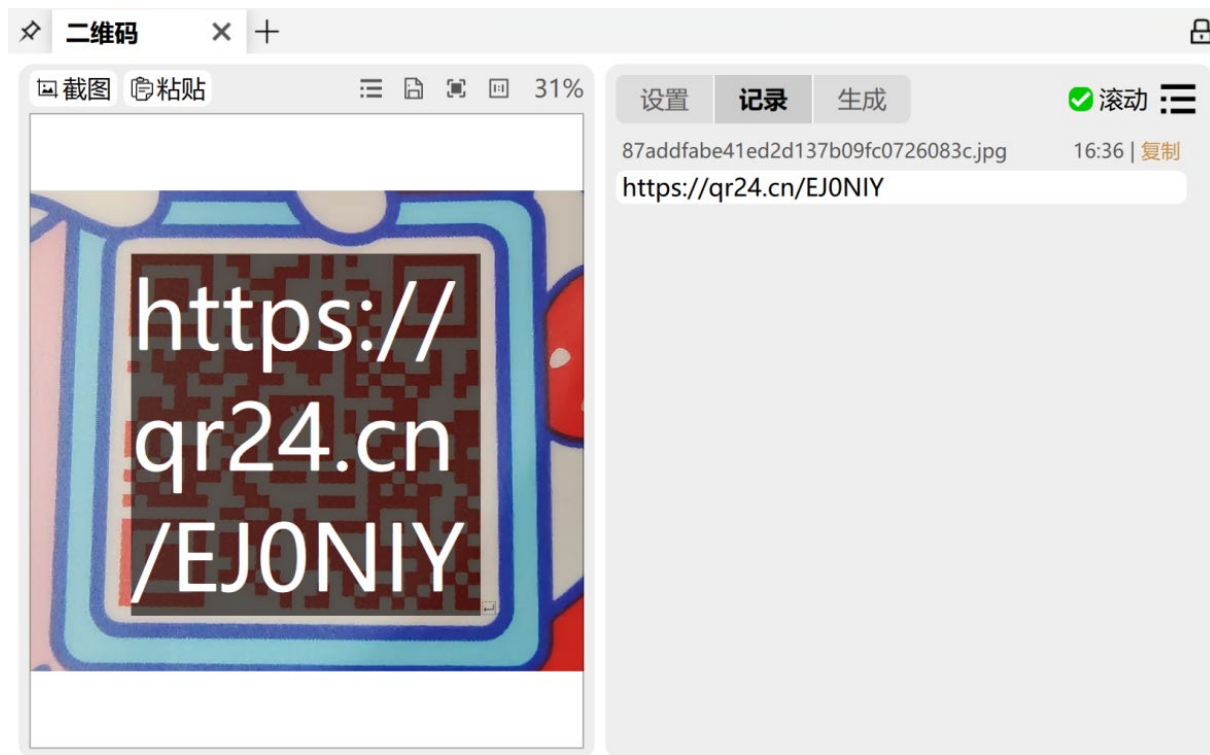 二维码
截图 粘贴 31%
https://
qr24.cn
/EJ0NIY
设置 记录 生成 滚动
87addfabe41ed2d137b09fc0726083c.jpg 16:36 | 复制
https://qr24.cn/EJ0NIY